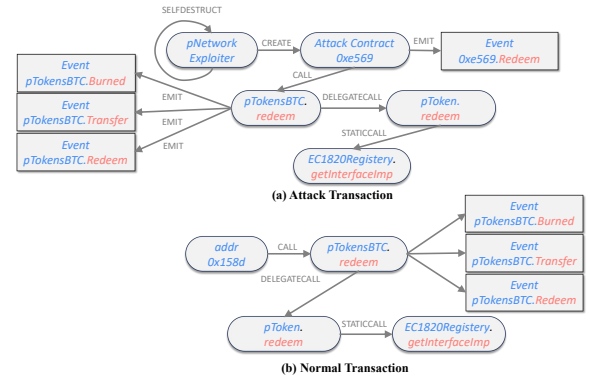 SELFDESTRUCT
pNetwork
Exploiter
CREATE
Attack Contract
0xe569
EMIT
Event
0xe569.Redeem
Event
pTokensBTC.Burned
CALL
Event
pTokensBTC.Transfer
EMIT
EMIT
EMIT
pTokensBTC.
redeem
DELEGATECALL
pToken.
redeem
Event
pTokensBTC.Redeem
STATICCALL
EC1820Registery.
getInterfaceImp
(a) Attack Transaction
addr
0x158d
CALL
pTokensBTC.
redeem
Event
pTokensBTC.Burned
Event
pTokensBTC.Transfer
Event
pTokensBTC.Redeem
DELEGATECALL
pToken.
redeem
STATICCALL
EC1820Registery.
getInterfaceImp
(b) Normal Transaction